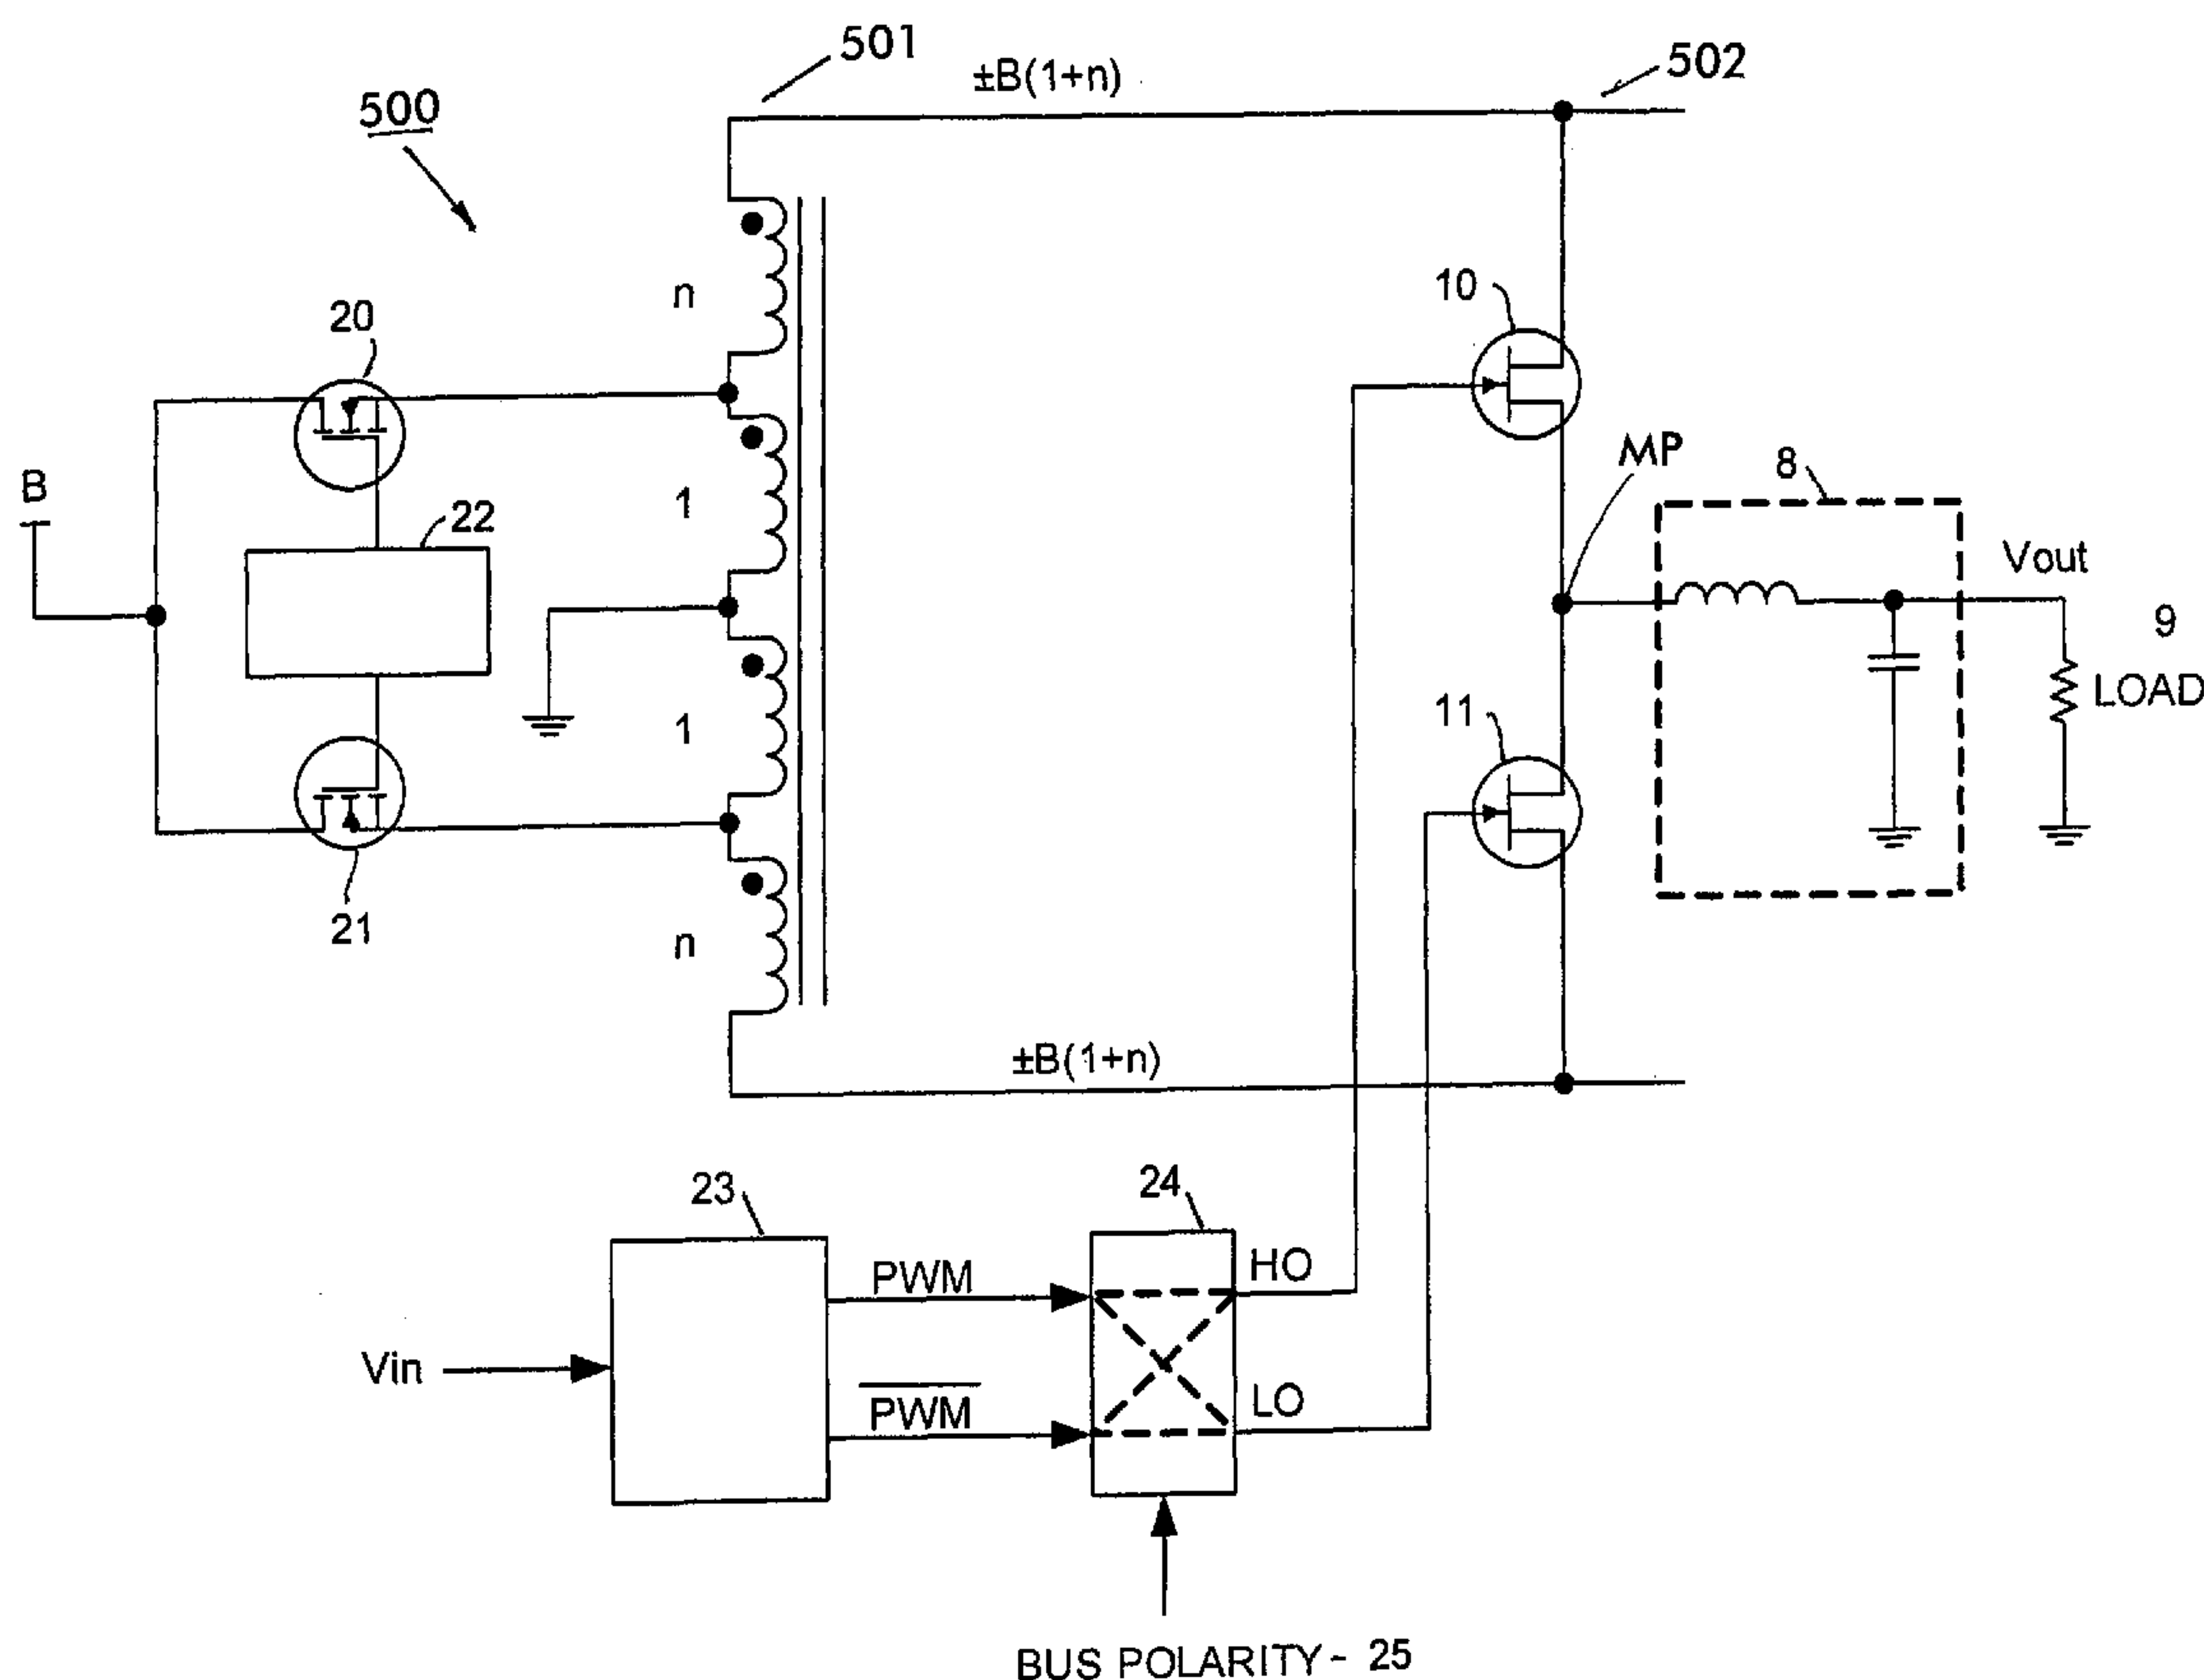 501
±B(1+n)
502
500
n
10
20
MP
8
B
1
22
Vout
9
LOAD
1
11
21
n
±B(1+n)
23
24
PWM
HO
Vin
PWM
LO
BUS POLARITY - 25